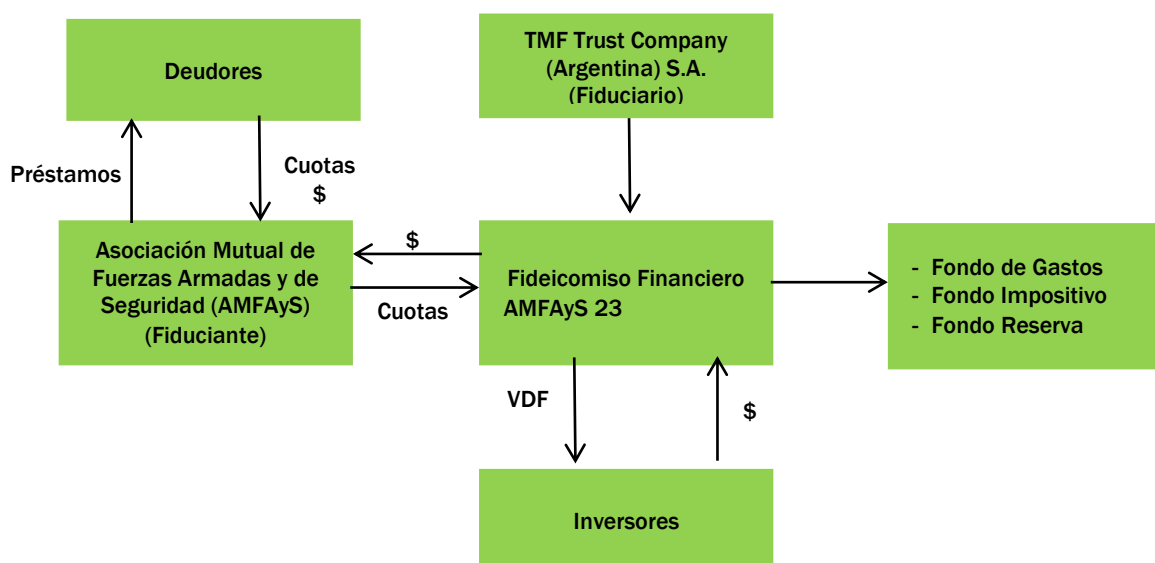 Deudores
TMF Trust Company
(Argentina) S.A.
(Fiduciario)
Préstamos
Cuotas
$
Asociación Mutual de
Fuerzas Armadas y de
Seguridad (AMFAyS)
(Fiduciante)
$
Cuotas
Fideicomiso Financiero
AMFAyS 23
- Fondo de Gastos
- Fondo Impositivo
- Fondo Reserva
VDF
$
Inversores